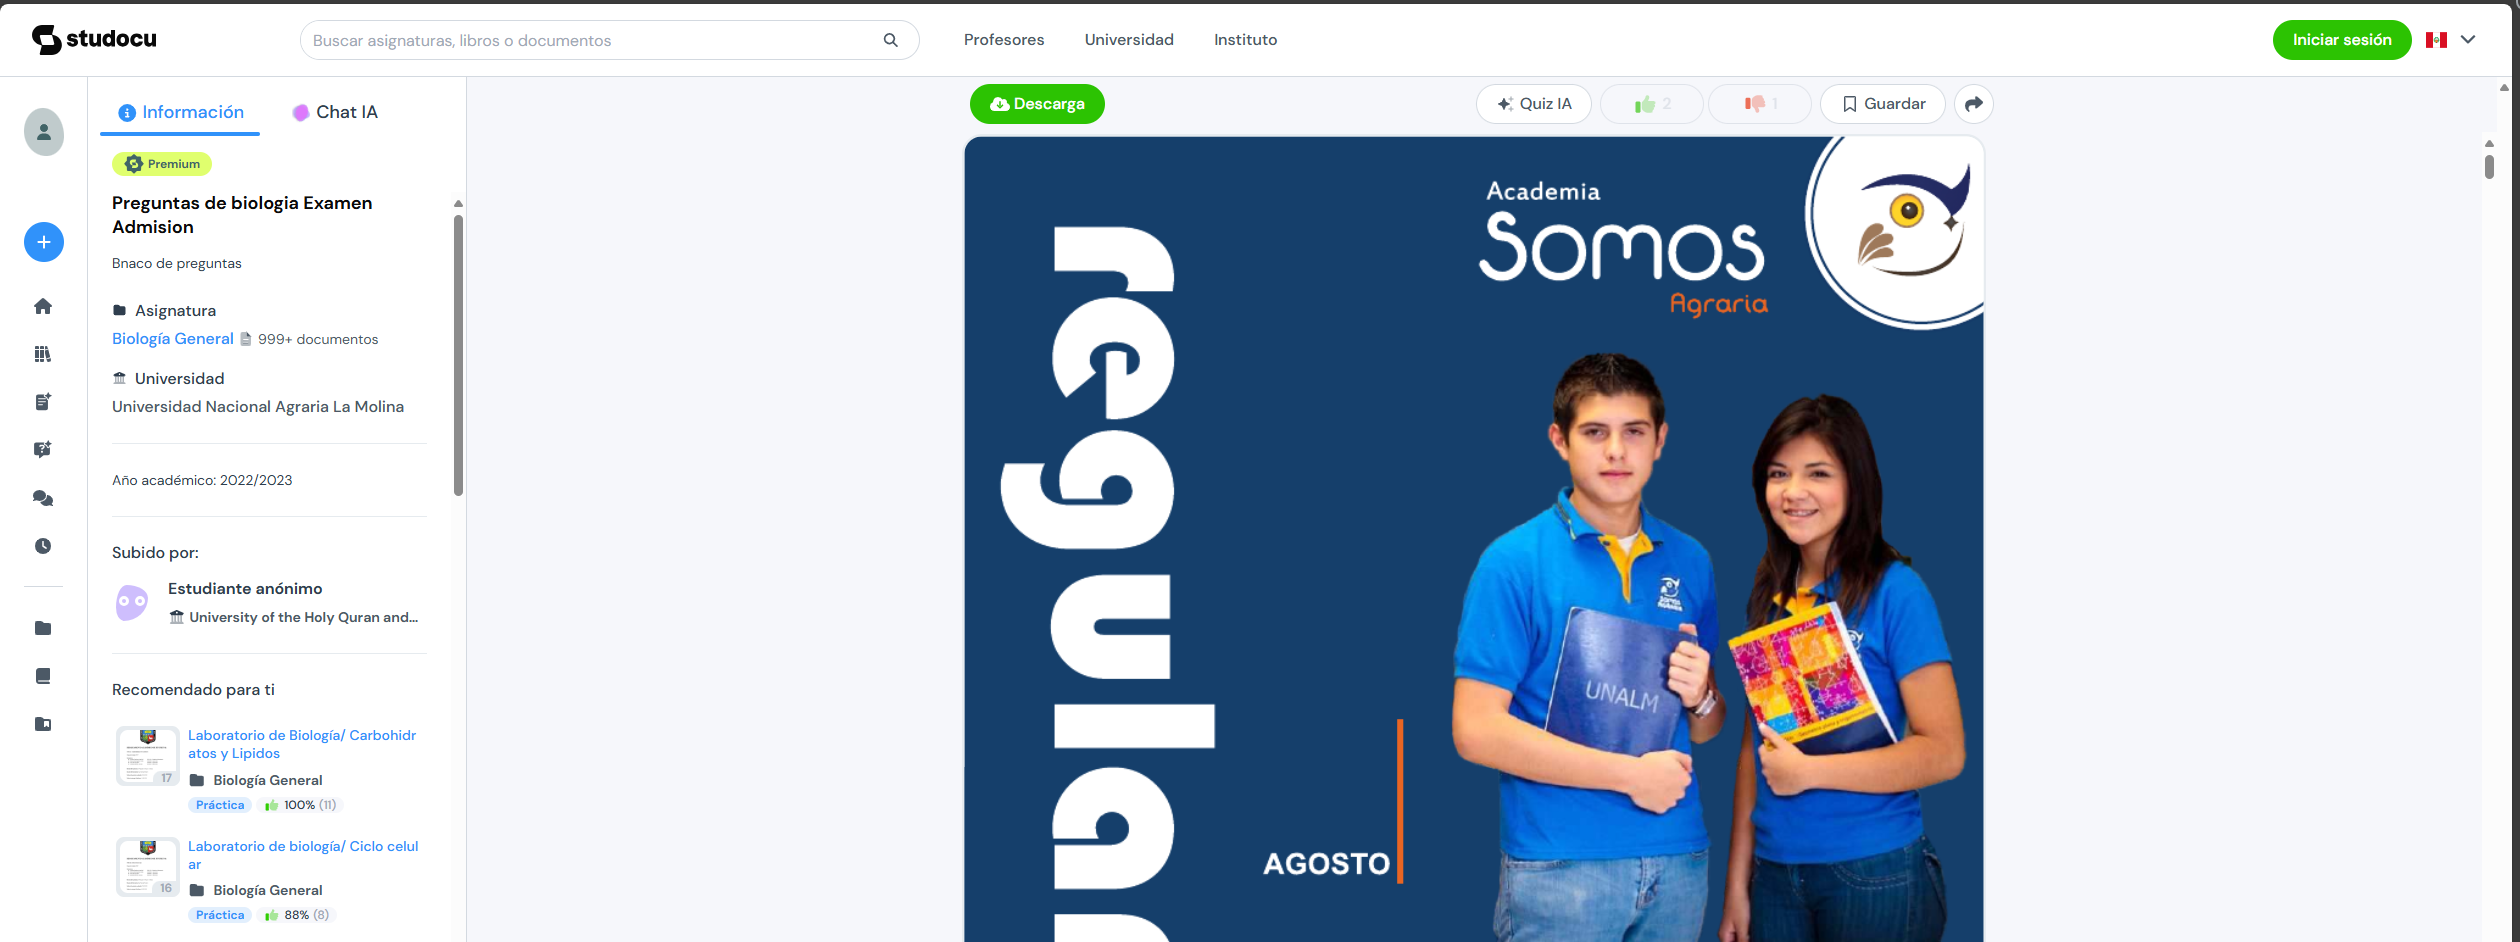 studocu
Buscar asignaturas, libros o documentos
Profesores
Universidad
Instituto
Iniciar sesión
Información
Chat IA
Premium
Preguntas de biologia Examen
Admision
Bnaco de preguntas
Asignatura
Biología General
999+ documentos
Universidad
Universidad Nacional Agraria La Molina
Año académico: 2022/2023
Subido por:
Estudiante anónimo
University of the Holy Quran and...
Recomendado para ti
Laboratorio de Biología/ Carbohidr
atos y Lipidos
17
Biología General
Práctica
100% (11)
Laboratorio de biología/ Ciclo celul
ar
16
Biología General
Práctica
88% (8)
Descarga
Quiz IA
2
1
Guardar
Academia
Somos
Agraria
regular
UNALM
AGOSTO